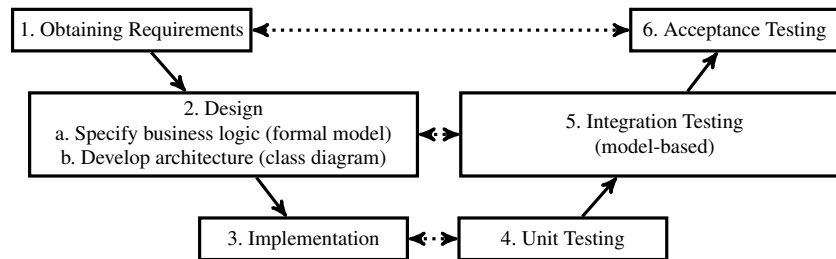 1. Obtaining Requirements
6. Acceptance Testing
2. Design
a. Specify business logic (formal model)
b. Develop architecture (class diagram)
5. Integration Testing
(model-based)
3. Implementation
4. Unit Testing